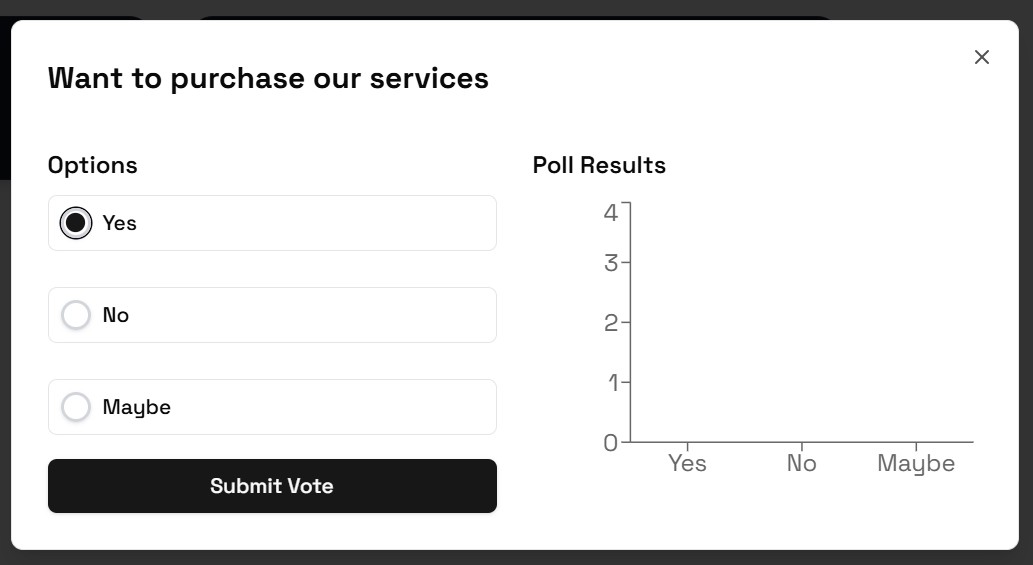 Want to purchase our services
Options
Yes
No
Maybe
Submit Vote
Poll Results
4
3
2
1
0
Yes No Maybe